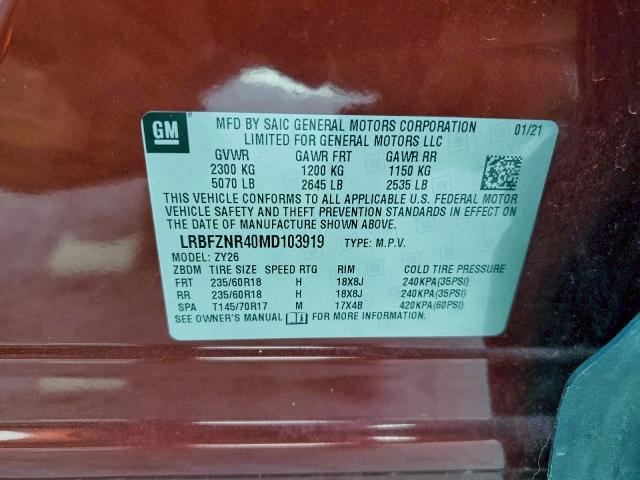 GM
MFD BY SAIC GENERAL MOTORS CORPORATION 01/21
LIMITED FOR GENERAL MOTORS LLC
GVWR GAWR FRT GAWR RR
2300 KG 1200 KG 1150 KG
5070 LB 2645 LB 2535 LB
THIS VEHICLE CONFORMS TO ALL APPLICABLE U.S. FEDERAL MOTOR
VEHICLE SAFETY AND THEFT PREVENTION STANDARDS IN EFFECT ON
THE DATE OF MANUFACTURE SHOWN ABOVE.
LRBFZNR40MD103919 TYPE: M.P.V.
MODEL: ZY26
ZBDM TIRE SIZE SPEED RTG RIM COLD TIRE PRESSURE
FRT 235/60R18 H 18X8J 240KPA(35PSI)
RR 235/60R18 H 18X8J 240KPA(35PSI)
SPA T145/70R17 M 17X4B 420KPA(60PSI)
SEE OWNER'S MANUAL FOR MORE INFORMATION.